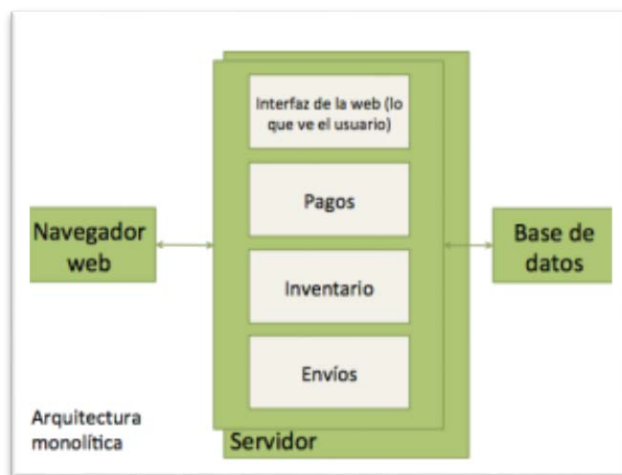 Interfaz de la web (lo
que ve el usuario)
Pagos
Navegador
web
Base de
datos
Inventario
Envíos
Arquitectura
monolítica
Servidor